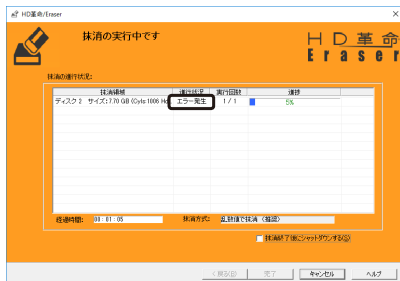 HD革命/Eraser
抹消の実行中です
HD革命
Eraser
抹消の進行状況:
抹消領域 進行状況 実行回数 進捗
ディスク 2 サイズ:7.70 GB (Cyls:1006 He エラー発生 1 / 1 5%
経過時間: 00 : 01 : 05 抹消方式: 乱数値で抹消 (推奨)
抹消終了後にシャットダウンする(S)
< 戻る(B) 完了 キャンセル ヘルプ